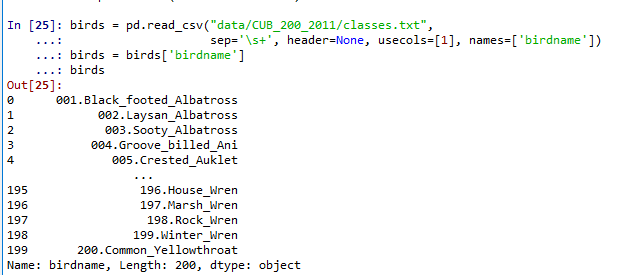 In [25]: birds = pd.read_csv("data/CUB_200_2011/classes.txt",
    ...:                     sep='\s+', header=None, usecols=[1], names=['birdname'])
    ...: birds = birds['birdname']
    ...: birds
Out[25]:
0      001.Black_footed_Albatross
1            002.Laysan_Albatross
2             003.Sooty_Albatross
3           004.Groove_billed_Ani
4              005.Crested_Auklet
                  ...
195                196.House_Wren
196                197.Marsh_Wren
197                 198.Rock_Wren
198               199.Winter_Wren
199        200.Common_Yellowthroat
Name: birdname, Length: 200, dtype: object